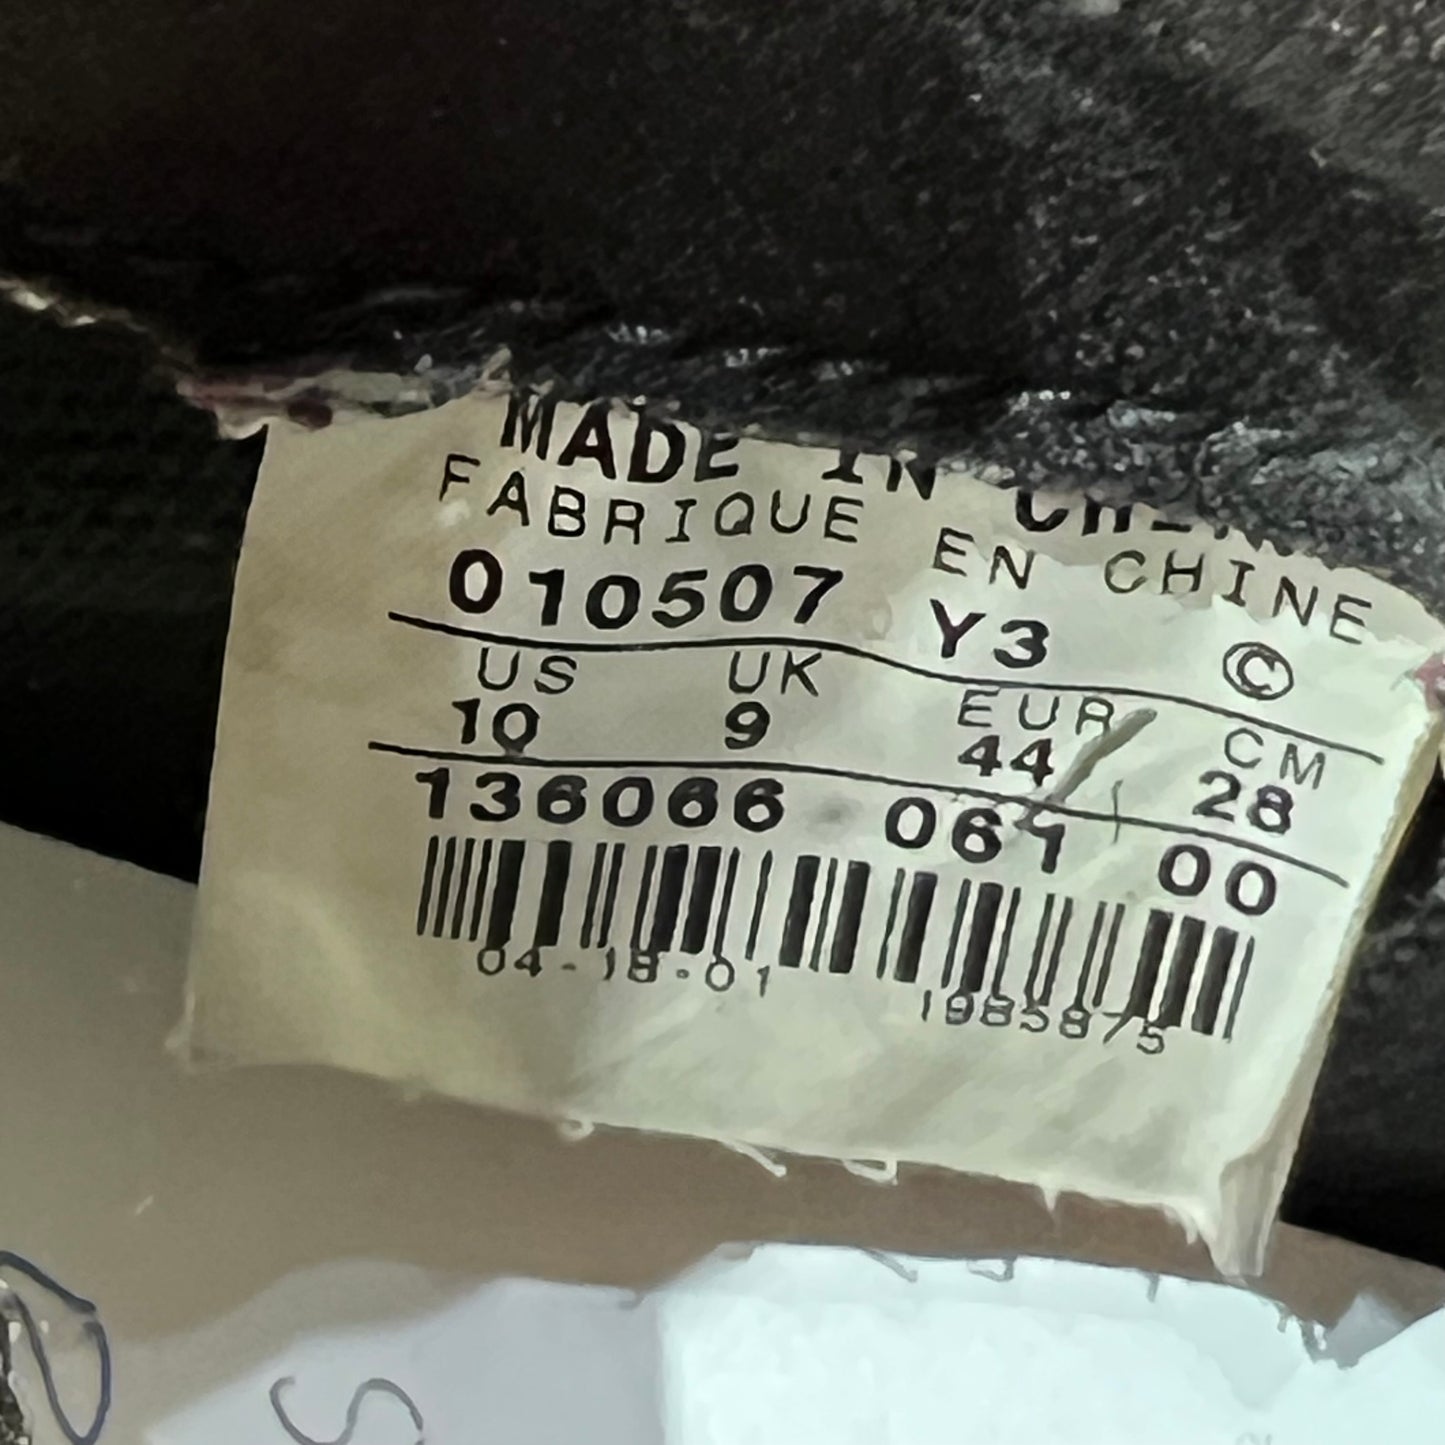 MADE IN CHINA
FABRIQUE EN CHINE
010507 Y3 ©
US UK EUR CM
10 9 44 28
136066 061 00
04-18-01 1985875
S